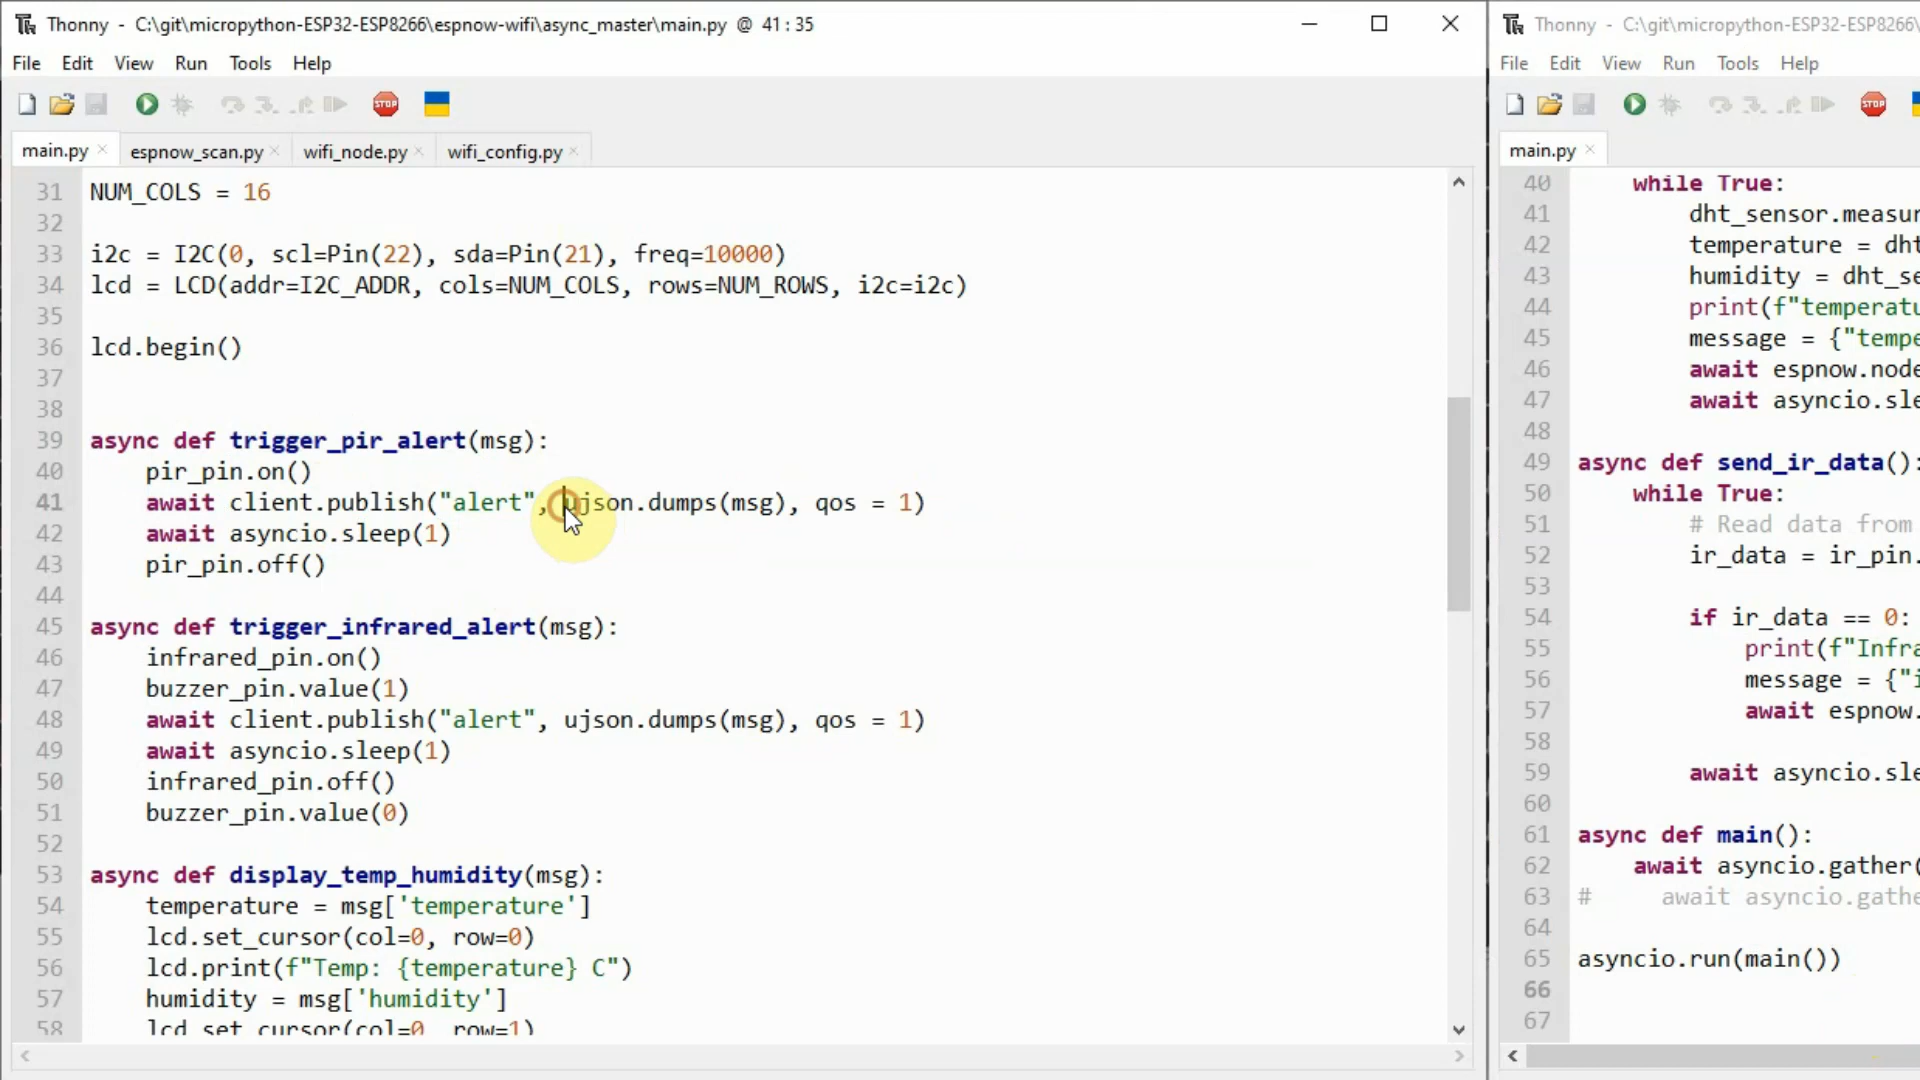 Thonny - C:\git\micropython-ESP32-ESP8266\espnow-wifi\async_master\main.py @ 41 : 35
File Edit View Run Tools Help
STOP
main.py espnow_scan.py wifi_node.py wifi_config.py
31 NUM_COLS = 16
32
33 i2c = I2C(0, scl=Pin(22), sda=Pin(21), freq=10000)
34 lcd = LCD(addr=I2C_ADDR, cols=NUM_COLS, rows=NUM_ROWS, i2c=i2c)
35
36 lcd.begin()
37
38
39 async def trigger_pir_alert(msg):
40 pir_pin.on()
41 await client.publish("alert", ujson.dumps(msg), qos = 1)
42 await asyncio.sleep(1)
43 pir_pin.off()
44
45 async def trigger_infrared_alert(msg):
46 infrared_pin.on()
47 buzzer_pin.value(1)
48 await client.publish("alert", ujson.dumps(msg), qos = 1)
49 await asyncio.sleep(1)
50 infrared_pin.off()
51 buzzer_pin.value(0)
52
53 async def display_temp_humidity(msg):
54 temperature = msg['temperature']
55 lcd.set_cursor(col=0, row=0)
56 lcd.print(f"Temp: {temperature} C")
57 humidity = msg['humidity']
58 lcd.set_cursor(col=0, row=1)
Thonny - C:\git\micropython-ESP32-ESP8266\
File Edit View Run Tools Help
STOP
main.py
40 while True:
41 dht_sensor.measur
42 temperature = dht
43 humidity = dht_se
44 print(f"temperatu
45 message = {"tempe
46 await espnow.node
47 await asyncio.sle
48
49 async def send_ir_data():
50 while True:
51 # Read data from
52 ir_data = ir_pin.
53
54 if ir_data == 0:
55 print(f"Infra
56 message = {"i
57 await espnow.
58
59 await asyncio.sle
60
61 async def main():
62 await asyncio.gather(
63 # await asyncio.gathe
64
65 asyncio.run(main())
66
67